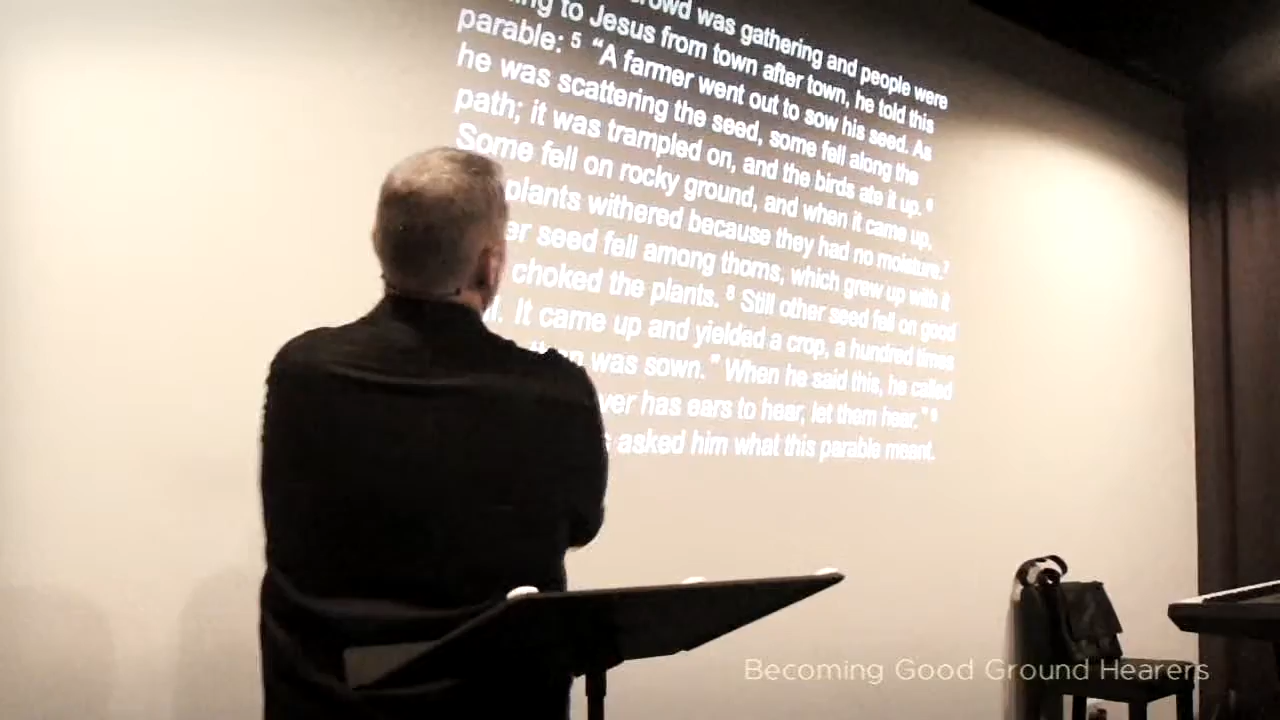 crowd was gathering and people were
to Jesus from town after town, he told this
parable: 5 “A farmer went out to sow his seed. As
he was scattering the seed, some fell along the
path; it was trampled on, and the birds ate it up. 6
Some fell on rocky ground, and when it came up,
plants withered because they had no moisture. 7
seed fell among thorns, which grew up with it
choked the plants. 8 Still other seed fell on good
It came up and yielded a crop, a hundred times
than was sown.” When he said this, he called
has ears to hear, let them hear.” 9
asked him what this parable meant.
Becoming Good Ground Hearers